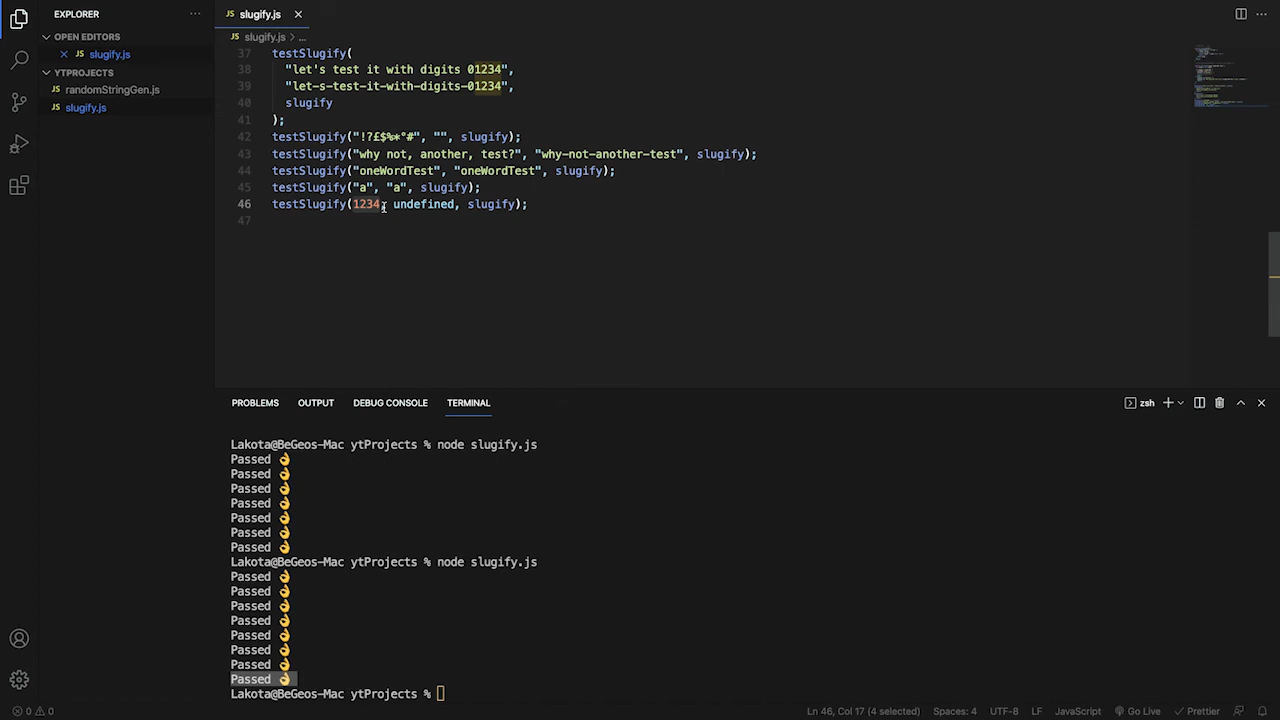 EXPLORER
OPEN EDITORS
JS slugify.js
YTPROJECTS
randomStringGen.js
slugify.js
JS slugify.js
JS slugify.js > ...
37 testSlugify(
38 "let's test it with digits 01234",
39 "let-s-test-it-with-digits-01234",
40 slugify
41 );
42 testSlugify("!?£$%*°#", "", slugify);
43 testSlugify("why not, another, test?", "why-not-another-test", slugify);
44 testSlugify("oneWordTest", "oneWordTest", slugify);
45 testSlugify("a", "a", slugify);
46 testSlugify(1234, undefined, slugify);
47
PROBLEMS OUTPUT DEBUG CONSOLE TERMINAL
zsh
Lakota@BeGeos-Mac ytProjects % node slugify.js
Passed 👌
Passed 👌
Passed 👌
Passed 👌
Passed 👌
Passed 👌
Passed 👌
Lakota@BeGeos-Mac ytProjects % node slugify.js
Passed 👌
Passed 👌
Passed 👌
Passed 👌
Passed 👌
Passed 👌
Passed 👌
Passed 👌
Lakota@BeGeos-Mac ytProjects %
0 0 Ln 46, Col 17 (4 selected) Spaces: 4 UTF-8 LF JavaScript Go Live Prettier